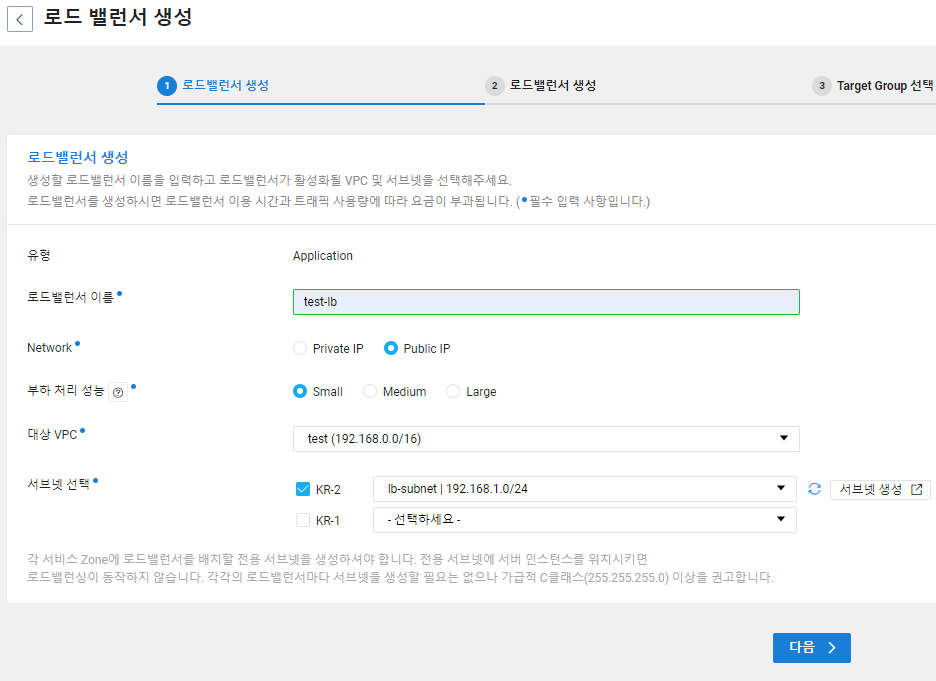 로드 밸런서 생성
1 로드밸런서 생성
2 로드밸런서 생성
3 Target Group 선택
로드밸런서 생성
생성할 로드밸런서 이름을 입력하고 로드밸런서가 활성화될 VPC 및 서브넷을 선택해주세요.
로드밸런서를 생성하시면 로드밸런서 이용 시간과 트래픽 사용량에 따라 요금이 부과됩니다. (•필수 입력 사항입니다.)
유형 Application
로드밸런서 이름• test-lb
Network• Private IP Public IP
부하 처리 성능 ?• Small Medium Large
대상 VPC• test (192.168.0.0/16)
서브넷 선택• KR-2 lb-subnet | 192.168.1.0/24 서브넷 생성
KR-1 - 선택하세요 -
각 서비스 Zone에 로드밸런서를 배치할 전용 서브넷을 생성하셔야 합니다. 전용 서브넷에 서버 인스턴스를 위치시키면
로드밸런싱이 동작하지 않습니다. 각각의 로드밸런서마다 서브넷을 생성할 필요는 없으나 가급적 C클래스(255.255.255.0) 이상을 권고합니다.
다음